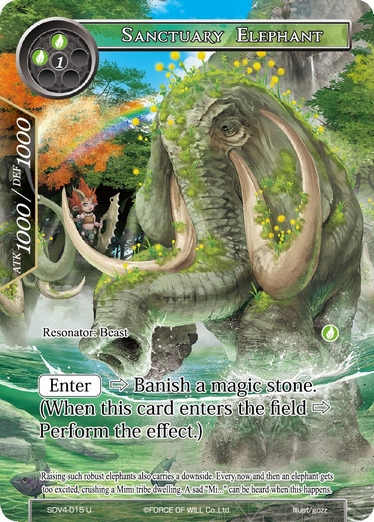 Sanctuary Elephant
1
ATK 1000 / DEF 1000
Resonator: Beast
Enter ⇨ Banish a magic stone.
(When this card enters the field ⇨
Perform the effect.)
Raising such robust elephants also carries a downside. Every now and then an elephant gets
too excited, crushing a Mimi tribe dwelling. A sad "Mi..." can be heard when this happens.
SDV4-015 U ©FORCE OF WILL Co.,Ltd. Illust/gozz